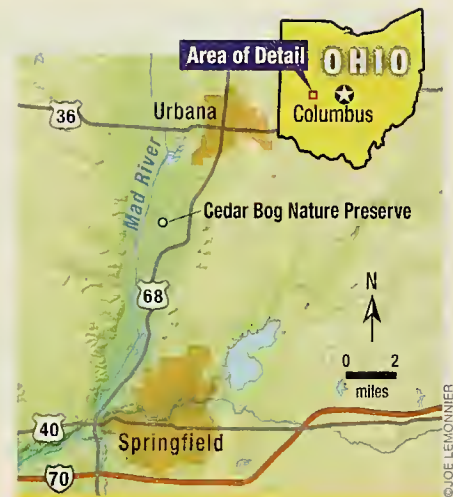 Area of Detail
OHIO
Columbus
36
Urbana
Mad River
Cedar Bog Nature Preserve
68
N
0 2
miles
40
Springfield
70
©JOE LEMONNIER